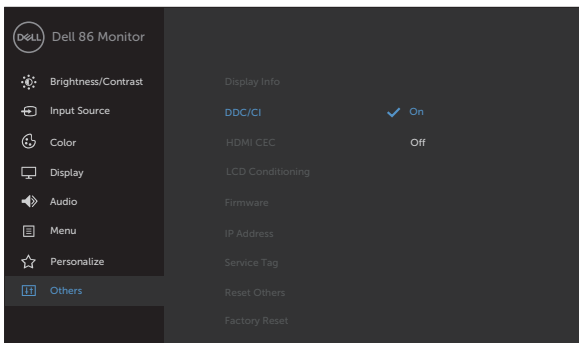 DELL Dell 86 Monitor
Brightness/Contrast Display Info
Input Source DDC/CI On
Color HDMI CEC Off
Display LCD Conditioning
Audio Firmware
Menu IP Address
Personalize Service Tag
Others Reset Others
Factory Reset